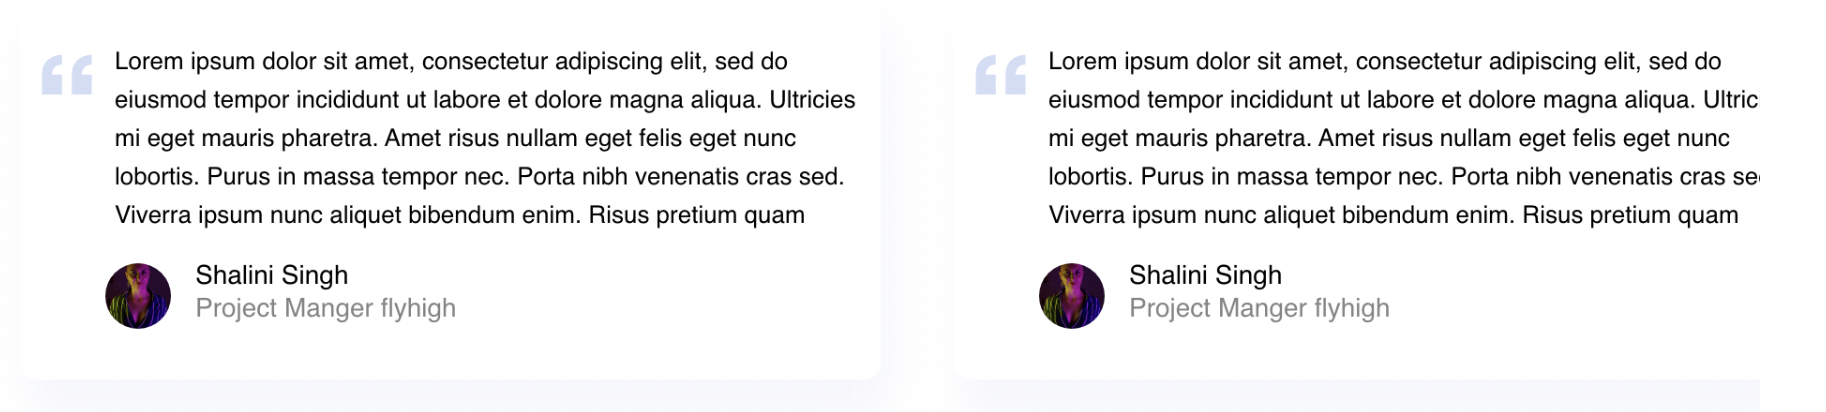 “
Lorem ipsum dolor sit amet, consectetur adipiscing elit, sed do
eiusmod tempor incididunt ut labore et dolore magna aliqua. Ultricies
mi eget mauris pharetra. Amet risus nullam eget felis eget nunc
lobortis. Purus in massa tempor nec. Porta nibh venenatis cras sed.
Viverra ipsum nunc aliquet bibendum enim. Risus pretium quam
Shalini Singh
Project Manger flyhigh
“
Lorem ipsum dolor sit amet, consectetur adipiscing elit, sed do
eiusmod tempor incididunt ut labore et dolore magna aliqua.
mi eget mauris pharetra. Amet risus nullam eget felis eget nunc
lobortis. Purus in massa tempor nec. Porta nibh venenatis cras
Viverra ipsum nunc aliquet bibendum enim. Risus pretium quam
Shalini Singh
Project Manger flyhigh